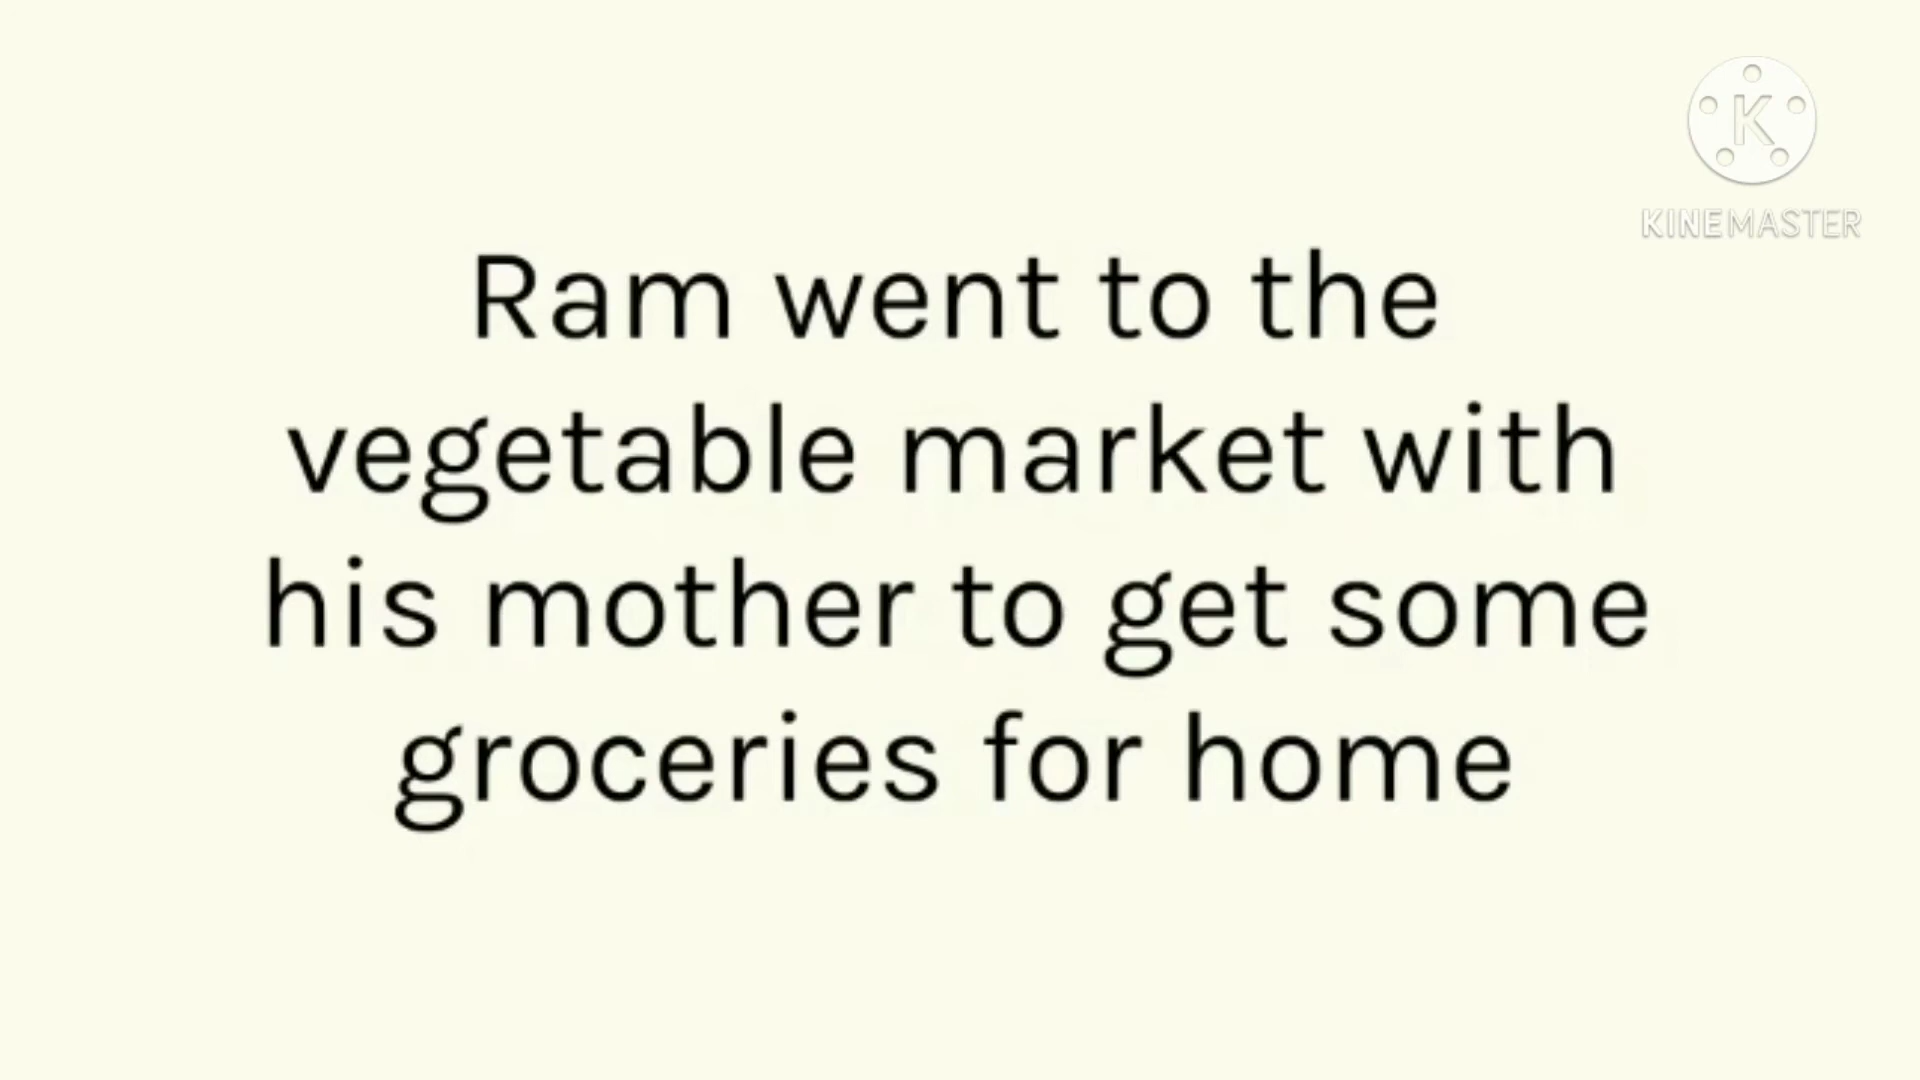 K
KINEMASTER
Ram went to the
vegetable market with
his mother to get some
groceries for home